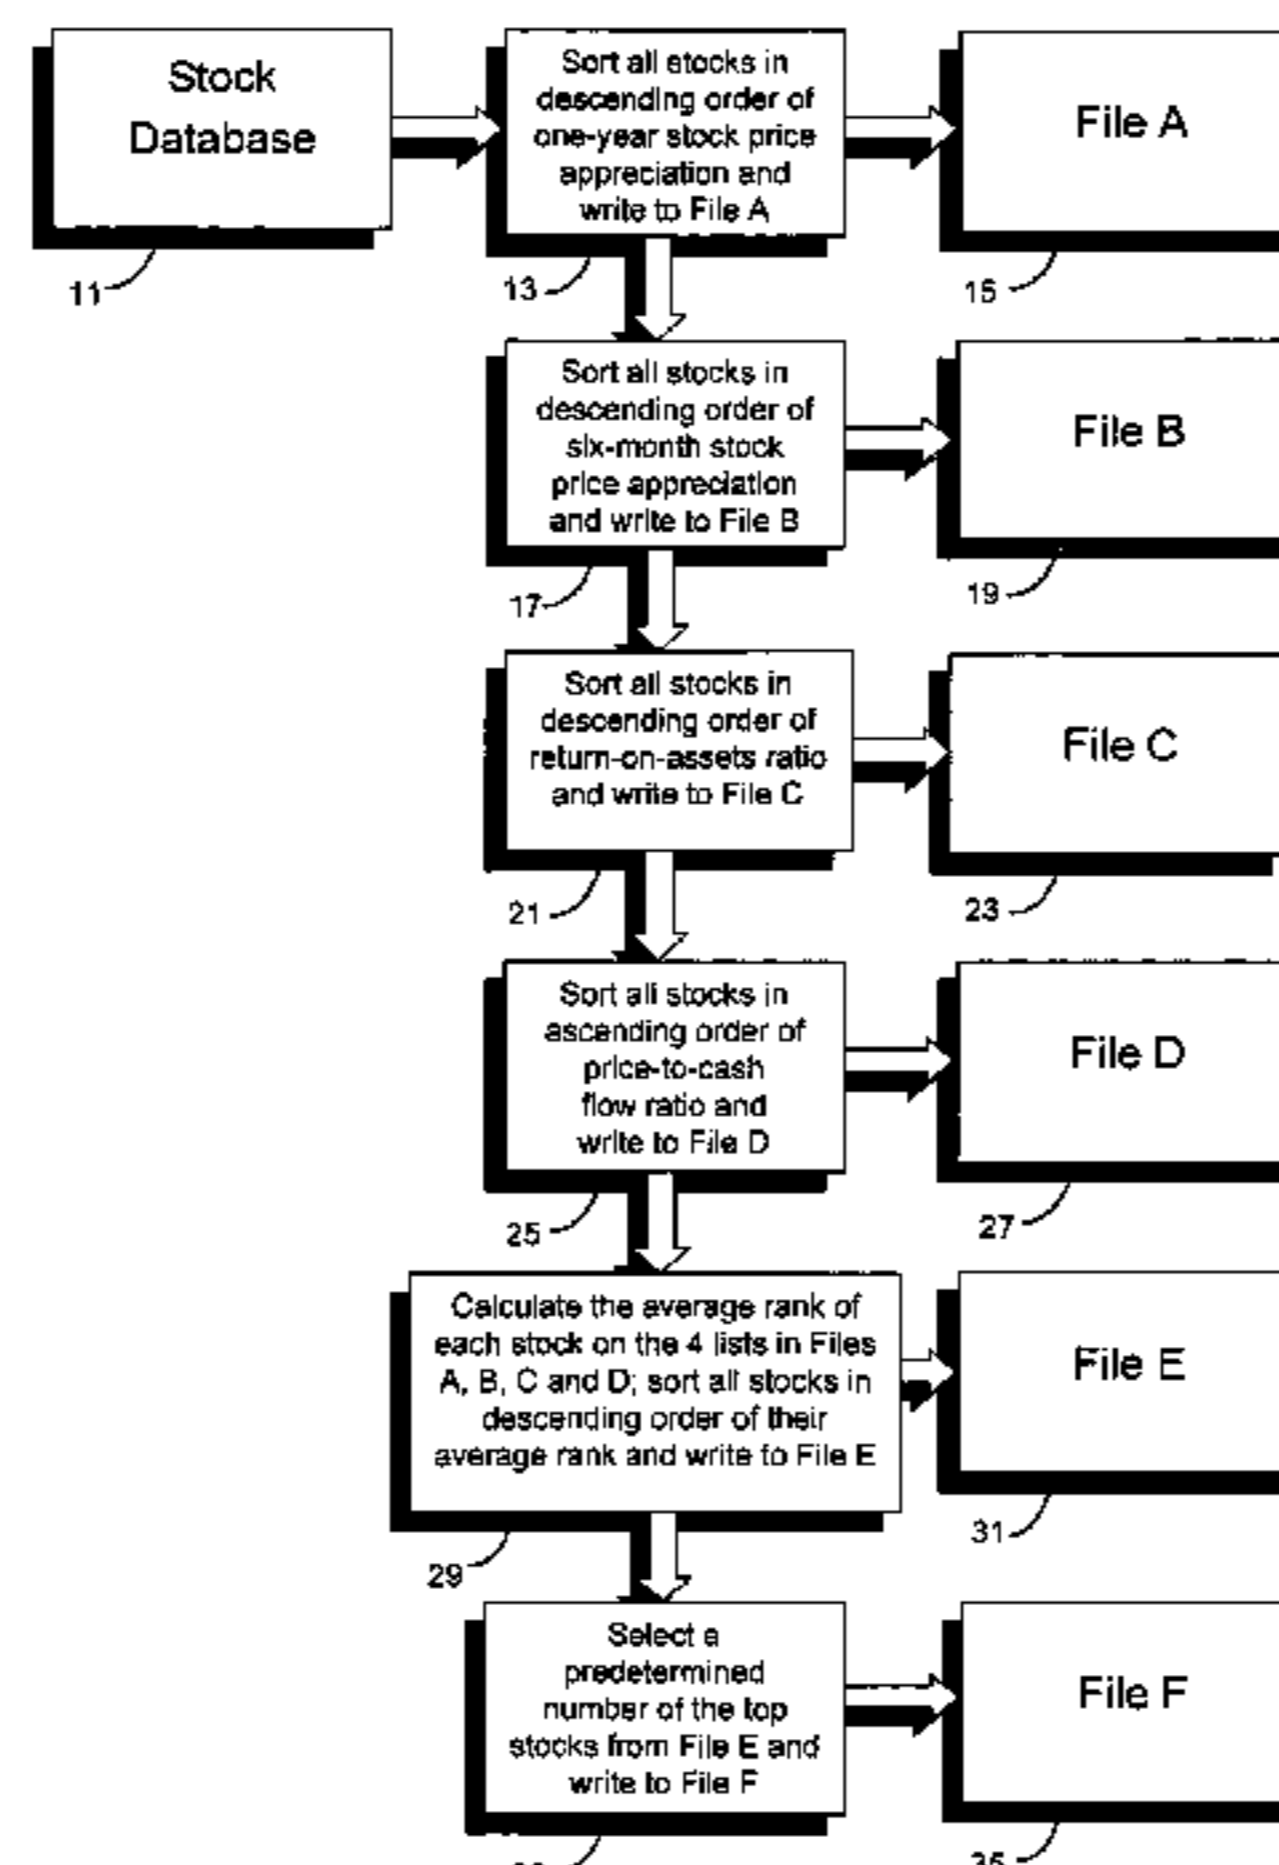 Stock
Database
11
Sort all stocks in
descending order of
one-year stock price
appreciation and
write to File A
13
File A
15
Sort all stocks in
descending order of
six-month stock
price appreciation
and write to File B
17
File B
19
Sort all stocks in
descending order of
return-on-assets ratio
and write to File C
21
File C
23
Sort all stocks in
ascending order of
price-to-cash
flow ratio and
write to File D
25
File D
27
Calculate the average rank of
each stock on the 4 lists in Files
A, B, C and D; sort all stocks in
descending order of their
average rank and write to File E
29
File E
31
Select a
predetermined
number of the top
stocks from File E and
write to File F
File F
35